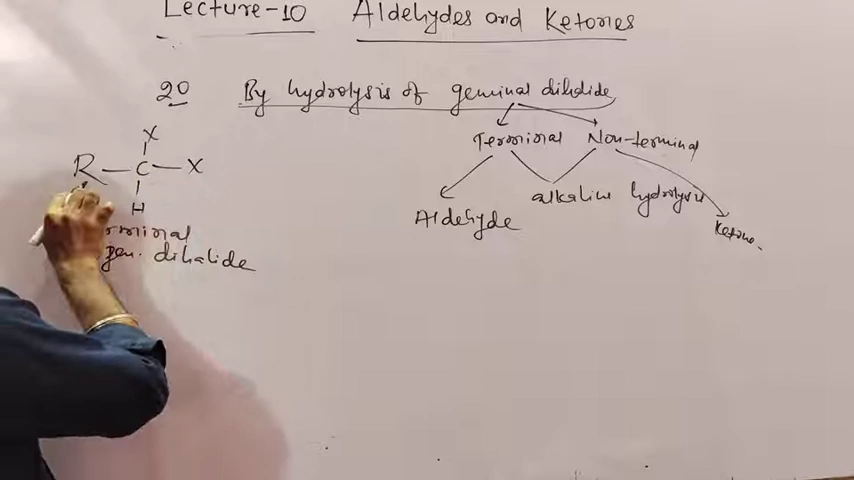 Lecture-10 Aldehydes and Ketones
20 By hydrolysis of geminal dihalide
Terminal Non-terminal
X
R — C — X
H
alkaline hydrolysis
Aldehyde
Ketone.
gen. dihalide